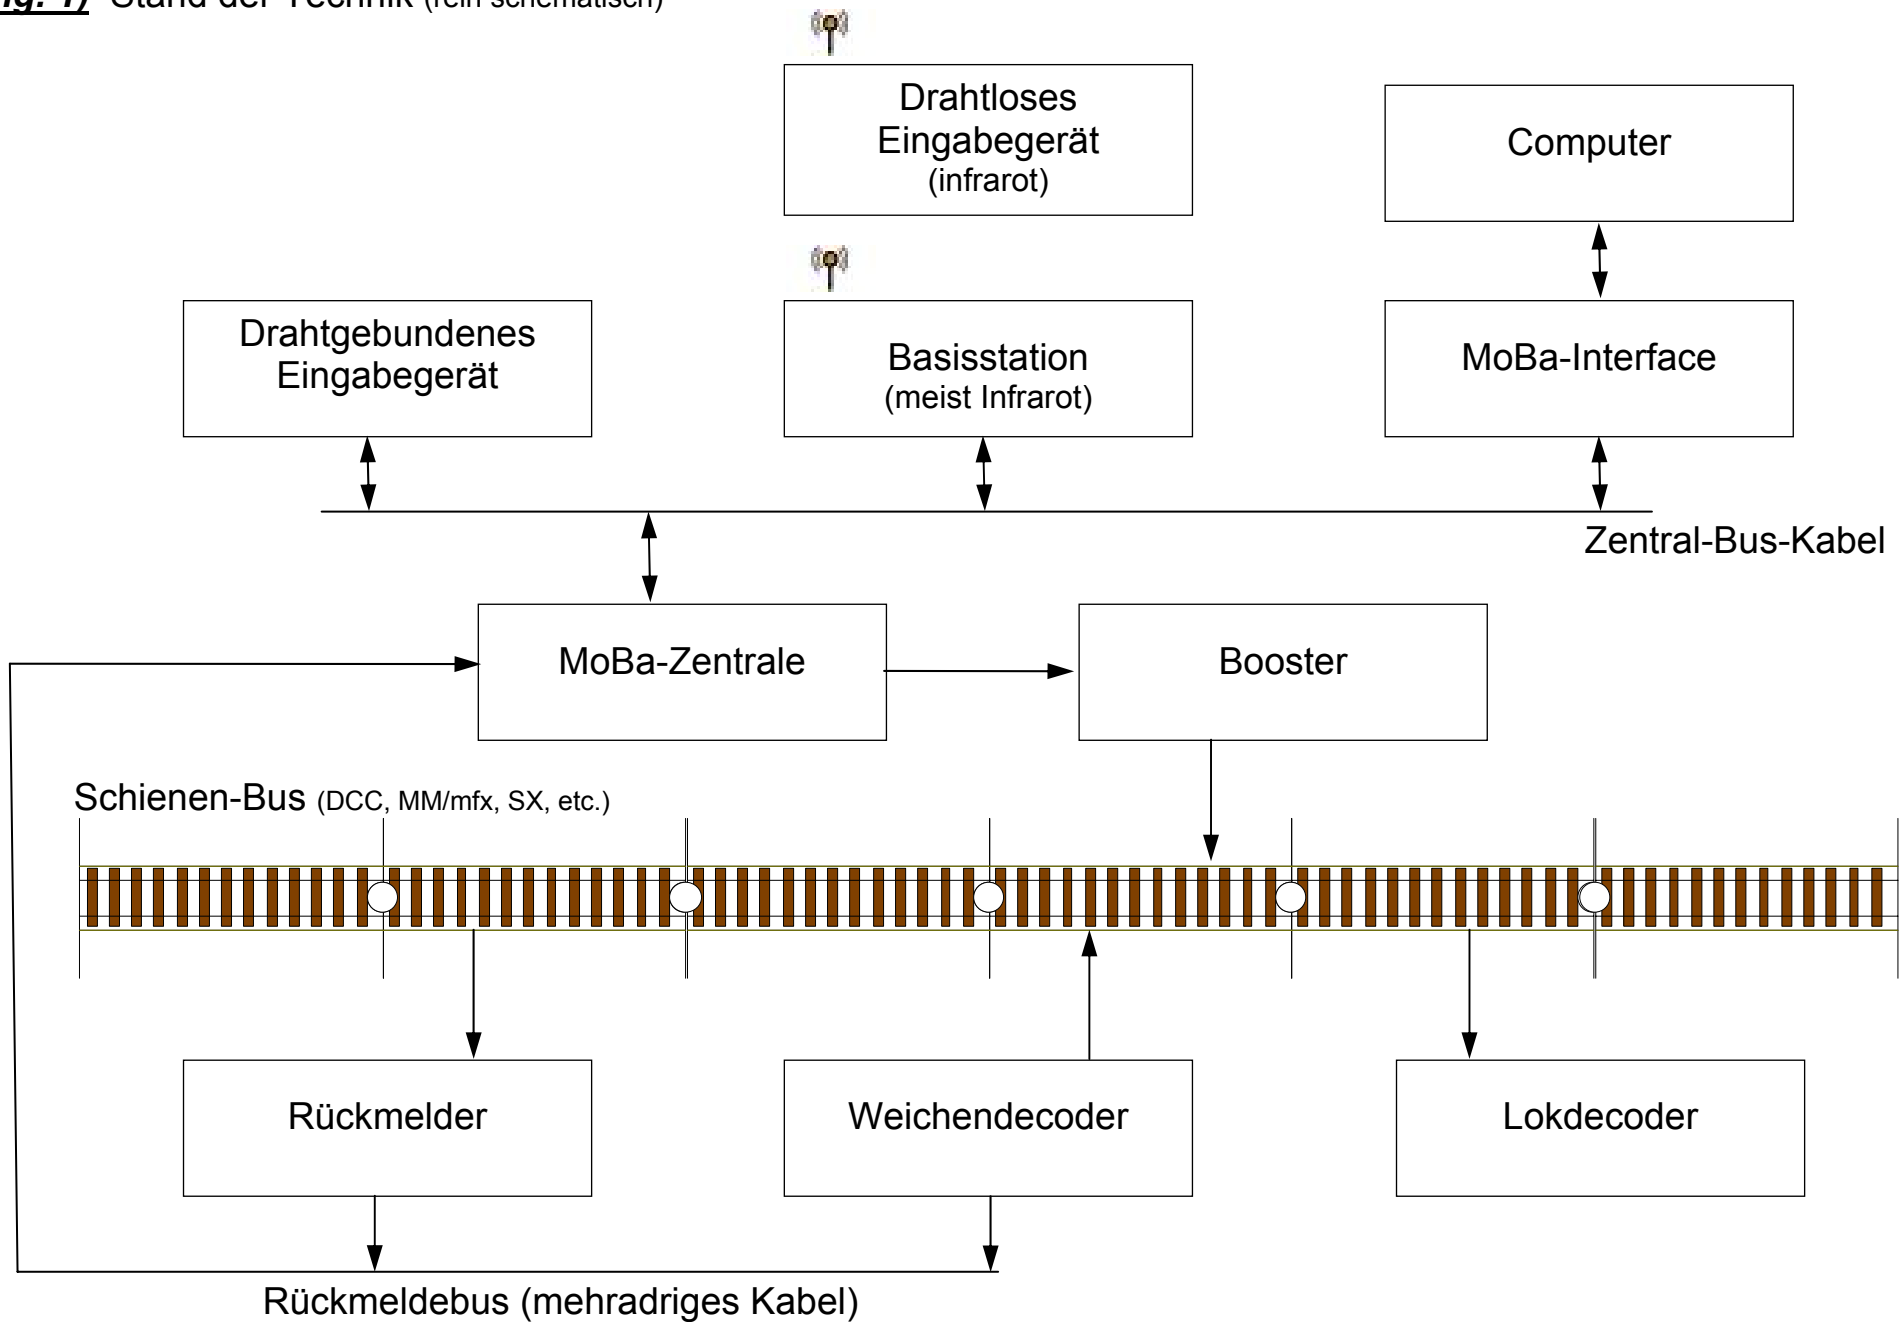 1) Stand der Technik (rein schematisch)
Drahtloses
Eingabegerät
(infrarot)
Computer
Drahtgebundenes
Eingabegerät
Basisstation
(meist Infrarot)
MoBa-Interface
Zentral-Bus-Kabel
MoBa-Zentrale
Booster
Schienen-Bus (DCC, MM/mfx, SX, etc.)
Rückmelder
Weichendecoder
Lokdecoder
Rückmeldebus (mehradriges Kabel)